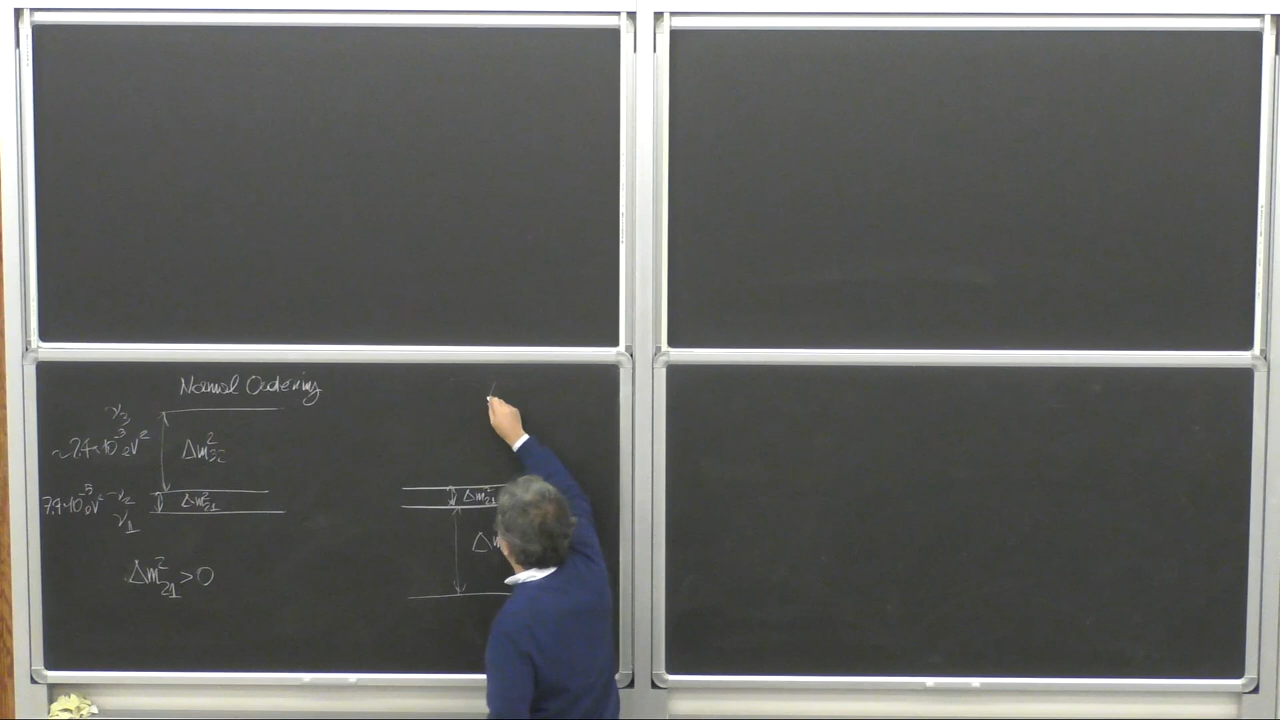 Normal Ordering
ν₃
~2.4×10⁻³ eV²
Δm²₃₂
7.4×10⁻⁵ eV²
ν₂
Δm²₂₁
ν₁
Δm²₂₁ > 0
Δm²₂₁
Δm